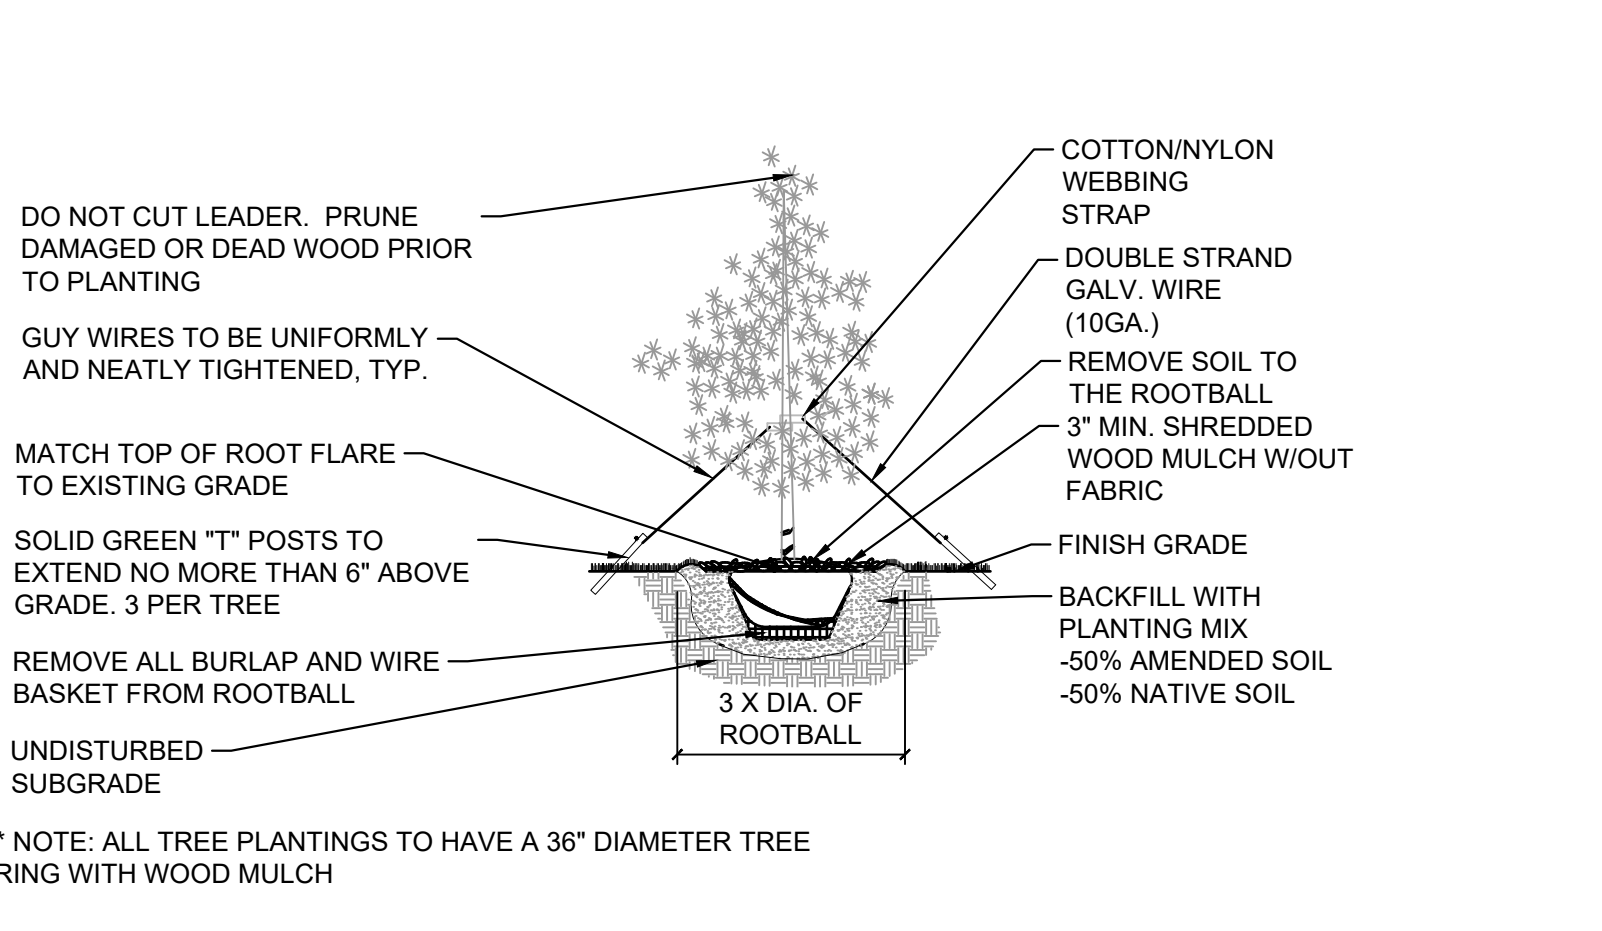 DO NOT CUT LEADER. PRUNE
DAMAGED OR DEAD WOOD PRIOR
TO PLANTING
GUY WIRES TO BE UNIFORMLY
AND NEATLY TIGHTENED, TYP.
MATCH TOP OF ROOT FLARE
TO EXISTING GRADE
SOLID GREEN "T" POSTS TO
EXTEND NO MORE THAN 6" ABOVE
GRADE. 3 PER TREE
REMOVE ALL BURLAP AND WIRE
BASKET FROM ROOTBALL
UNDISTURBED
SUBGRADE
COTTON/NYLON
WEBBING
STRAP
DOUBLE STRAND
GALV. WIRE
(10GA.)
REMOVE SOIL TO
THE ROOTBALL
3" MIN. SHREDDED
WOOD MULCH W/OUT
FABRIC
FINISH GRADE
BACKFILL WITH
PLANTING MIX
-50% AMENDED SOIL
-50% NATIVE SOIL
3 X DIA. OF
ROOTBALL
* NOTE: ALL TREE PLANTINGS TO HAVE A 36" DIAMETER TREE
RING WITH WOOD MULCH